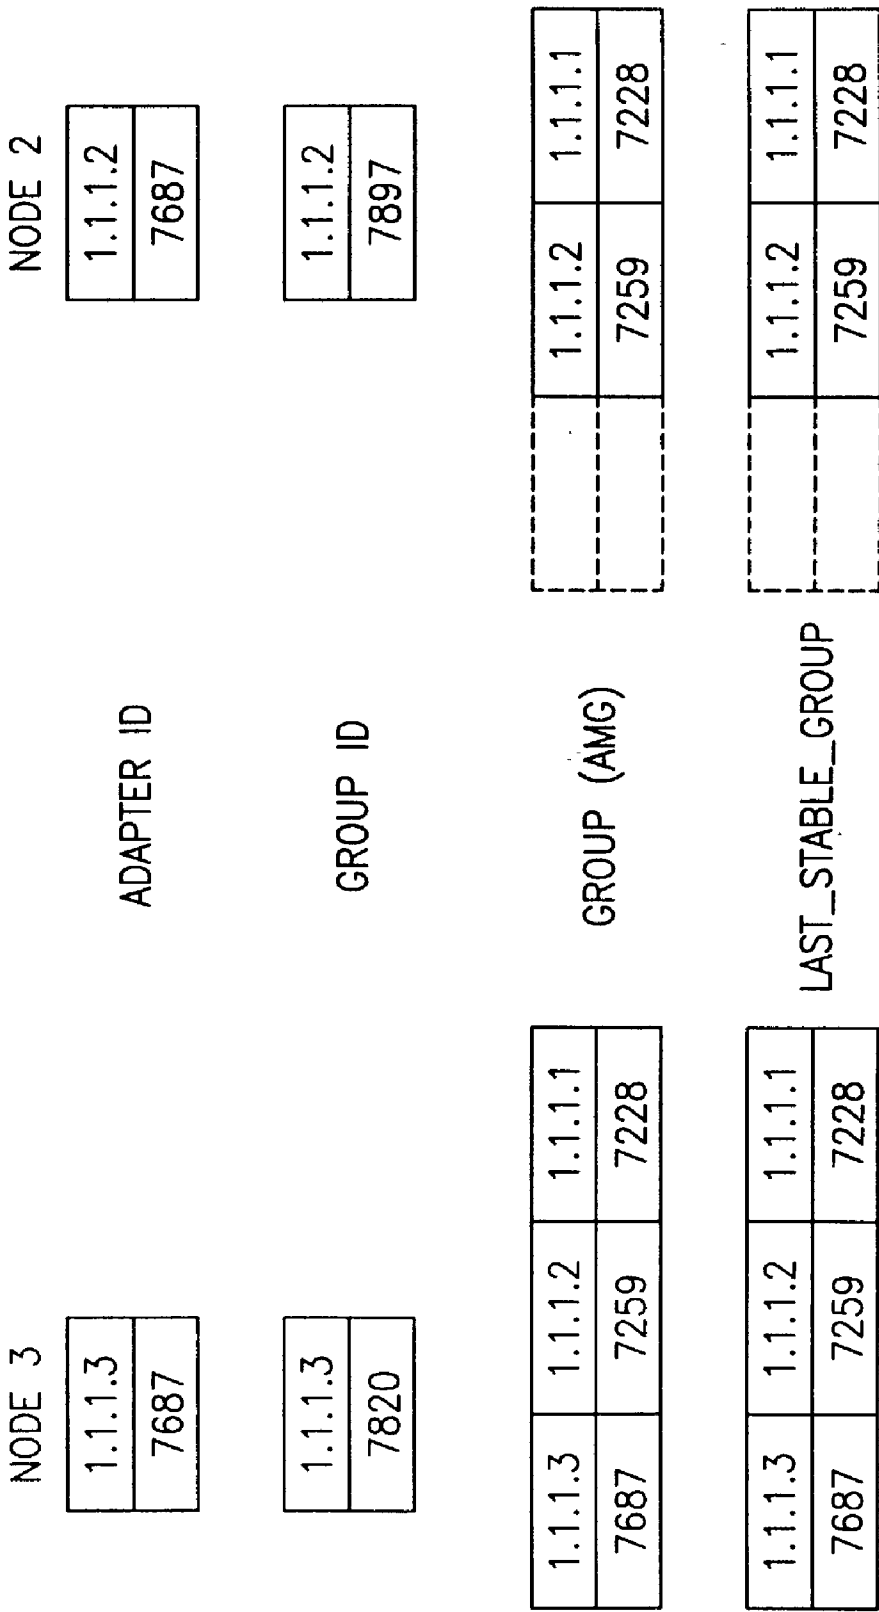 NODE 3
NODE 2
1.1.1.3
7687
ADAPTER ID
1.1.1.2
7687
1.1.1.3
7820
GROUP ID
1.1.1.2
7897
1.1.1.3 1.1.1.2 1.1.1.1
7687 7259 7228
GROUP (AMG)
1.1.1.2 1.1.1.1
7259 7228
1.1.1.3 1.1.1.2 1.1.1.1
7687 7259 7228
LAST_STABLE_GROUP
1.1.1.2 1.1.1.1
7259 7228